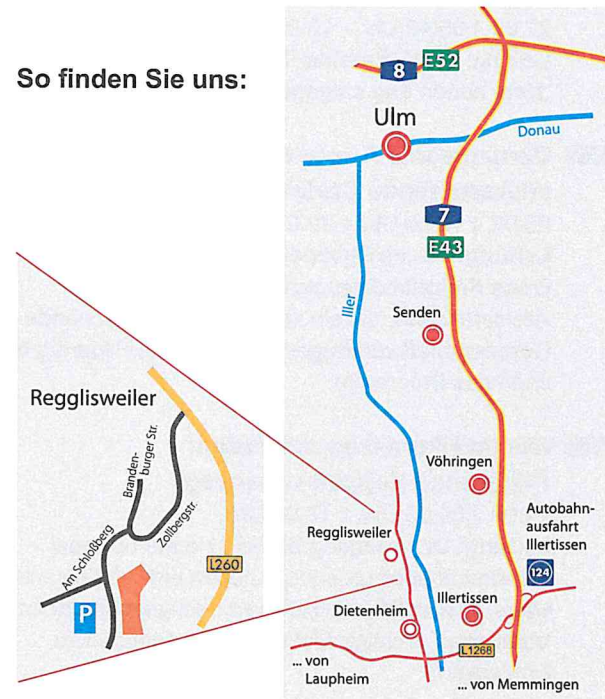 So finden Sie uns:
8
E52
Ulm
Donau
7
E43
Iller
Senden
Vöhringen
Regglisweiler
Autobahn-
ausfahrt
Illertissen
124
Dietenheim
Illertissen
L1268
... von
Laupheim
... von Memmingen
Regglisweiler
Branden-
burger Str.
Zollbergstr.
Am Schloßberg
L260
P